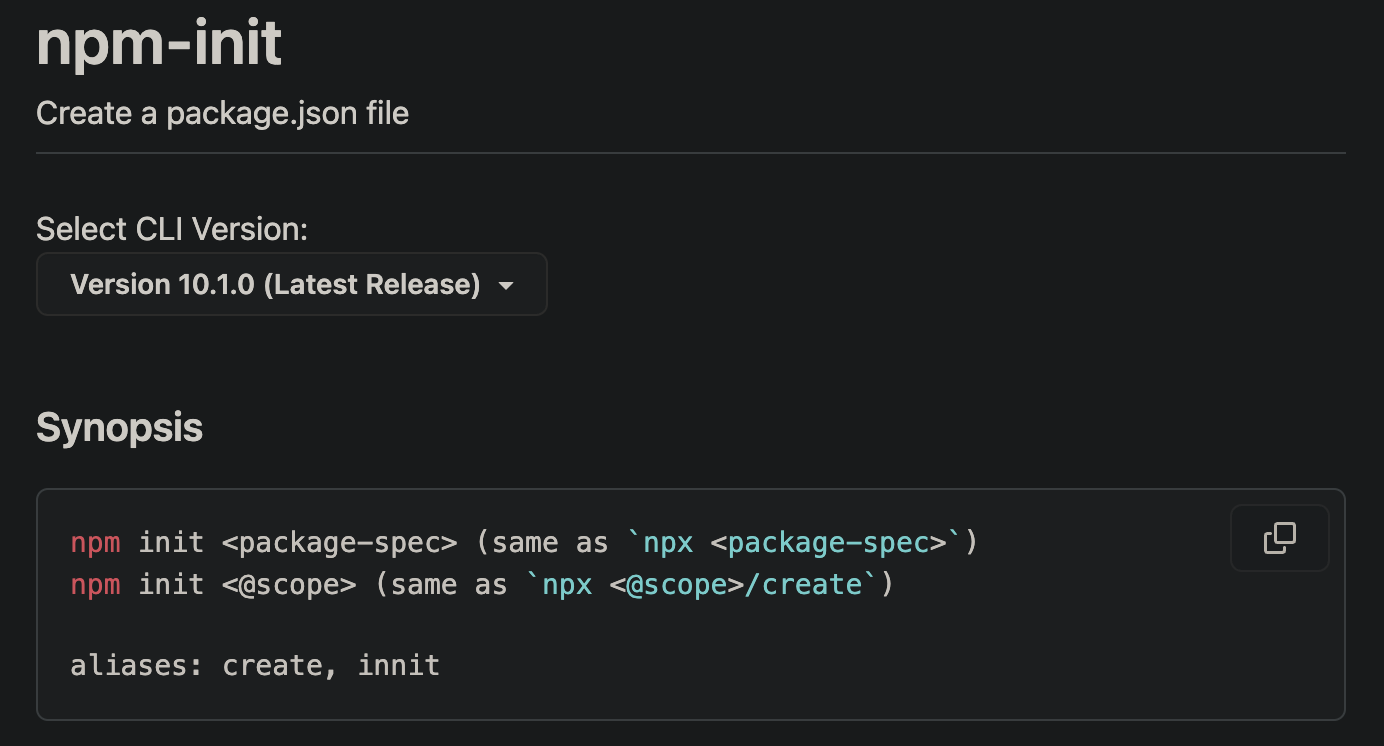 npm-init
Create a package.json file
Select CLI Version:
Version 10.1.0 (Latest Release)
Synopsis
npm init <package-spec> (same as `npx <package-spec>`)
npm init <@scope> (same as `npx <@scope>/create`)
aliases: create, innit